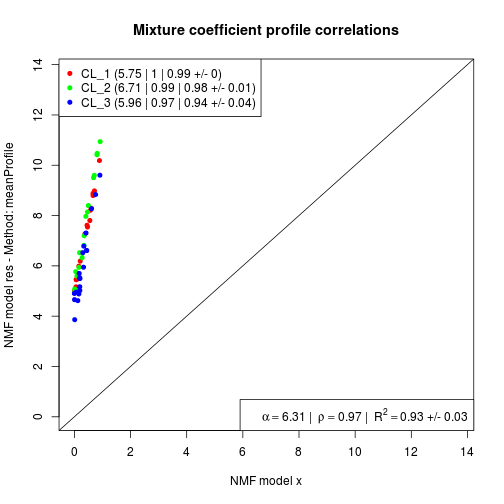 Mixture coefficient profile correlations
NMF model res - Method: meanProfile
14
12
10
8
6
4
2
0
CL_1 (5.75 | 1 | 0.99 +/- 0)
CL_2 (6.71 | 0.99 | 0.98 +/- 0.01)
CL_3 (5.96 | 0.97 | 0.94 +/- 0.04)
α = 6.31 | ρ = 0.97 | R² = 0.93 +/- 0.03
0 2 4 6 8 10 12 14
NMF model x